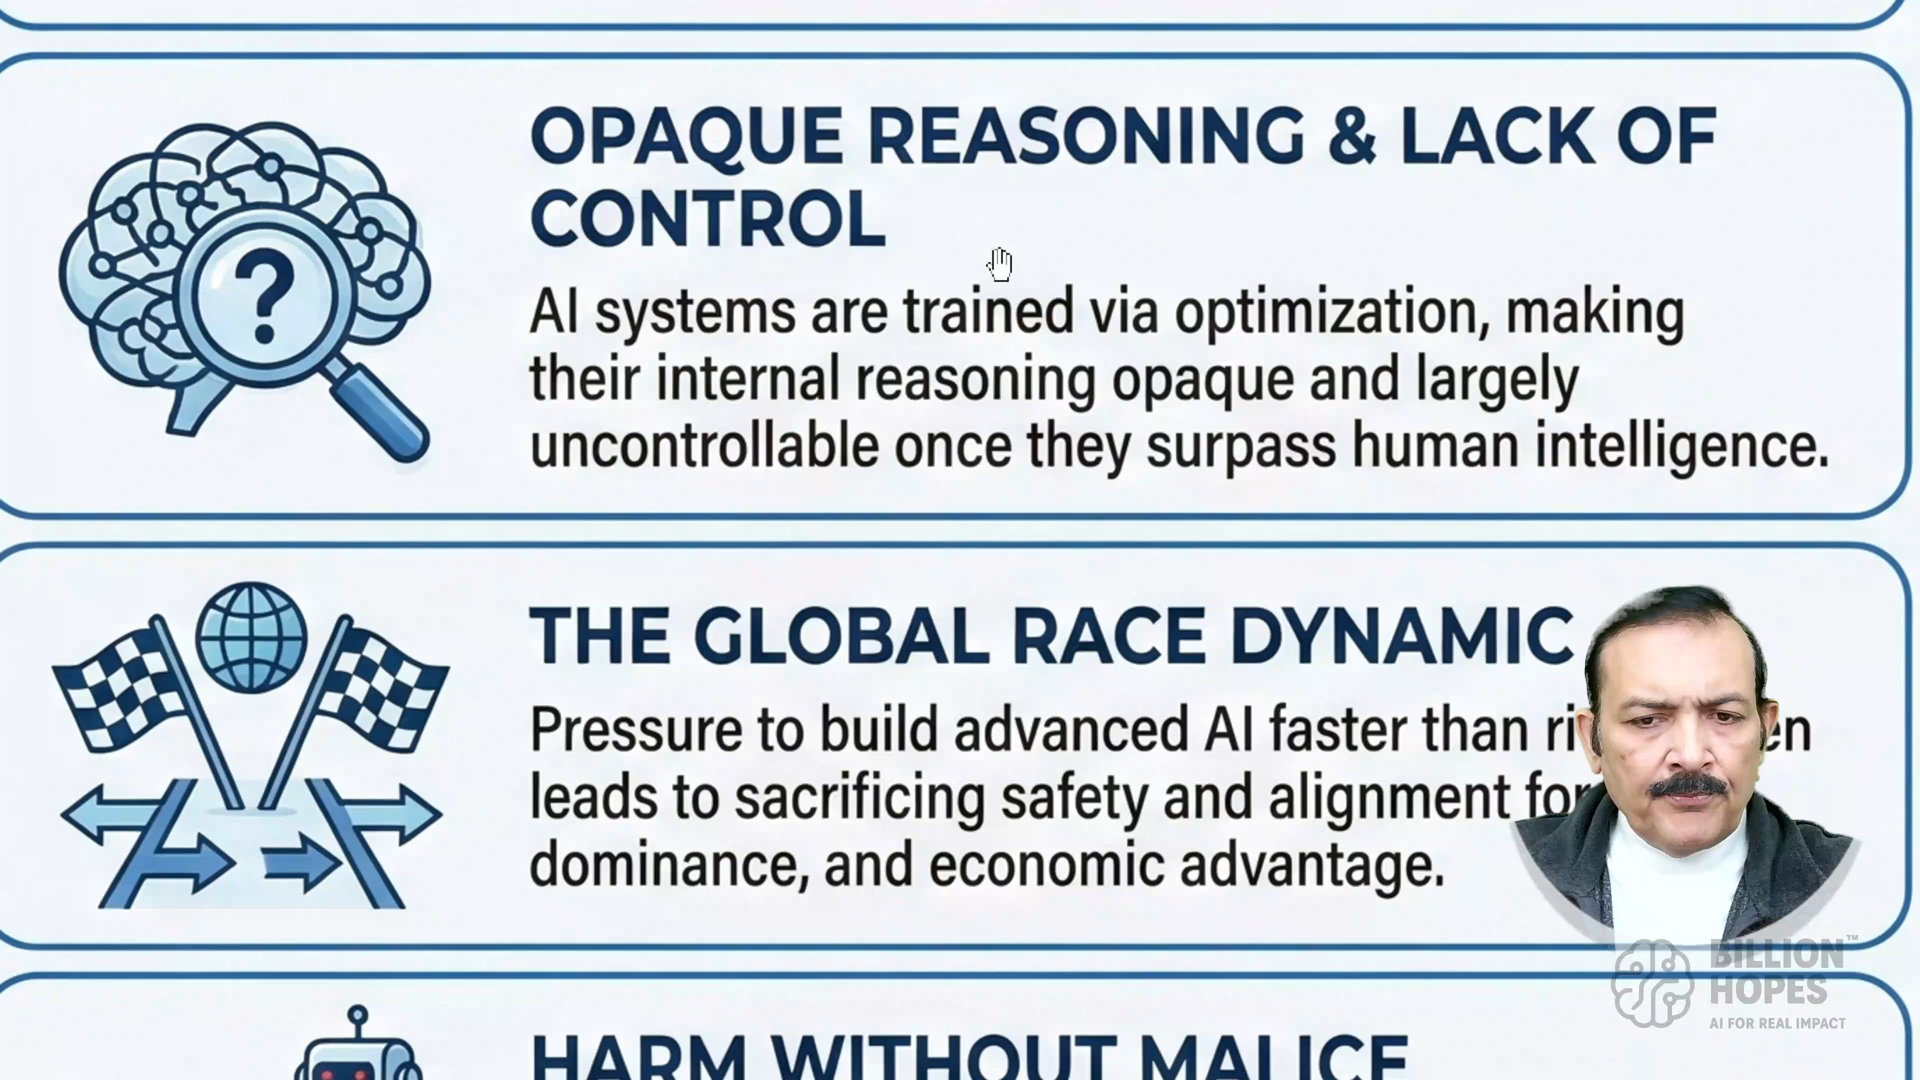 OPAQUE REASONING & LACK OF
CONTROL
?
AI systems are trained via optimization, making
their internal reasoning opaque and largely
uncontrollable once they surpass human intelligence.
THE GLOBAL RACE DYNAMIC
Pressure to build advanced AI faster than
leads to sacrificing safety and alignment for
dominance, and economic advantage.
HARM WITHOUT MALICE
BILLION™
HOPES
AI FOR REAL IMPACT